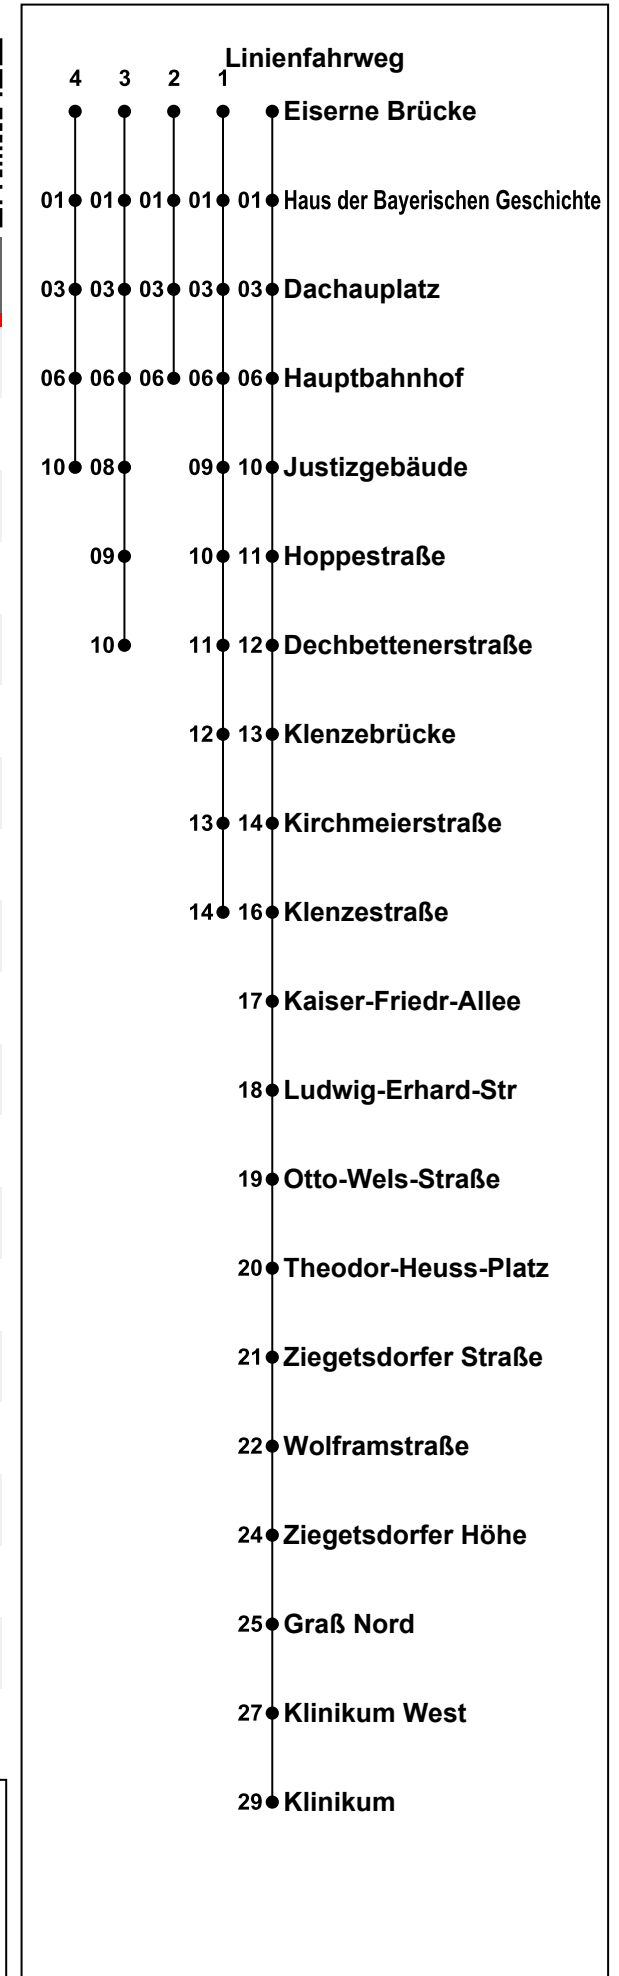 Linienfahrweg
4 3 2 1
Eiserne Brücke
01 01 01 01 01 Haus der Bayerischen Geschichte
03 03 03 03 03 Dachauplatz
06 06 06 06 06 Hauptbahnhof
10 08 09 10 Justizgebäude
09 10 11 Hoppestraße
10 11 12 Dechbettenerstraße
12 13 Klenzebrücke
13 14 Kirchmeierstraße
14 16 Klenzestraße
17 Kaiser-Friedr-Allee
18 Ludwig-Erhard-Str
19 Otto-Wels-Straße
20 Theodor-Heuss-Platz
21 Ziegetsdorfer Straße
22 Wolframstraße
24 Ziegetsdorfer Höhe
25 Graß Nord
27 Klinikum West
29 Klinikum